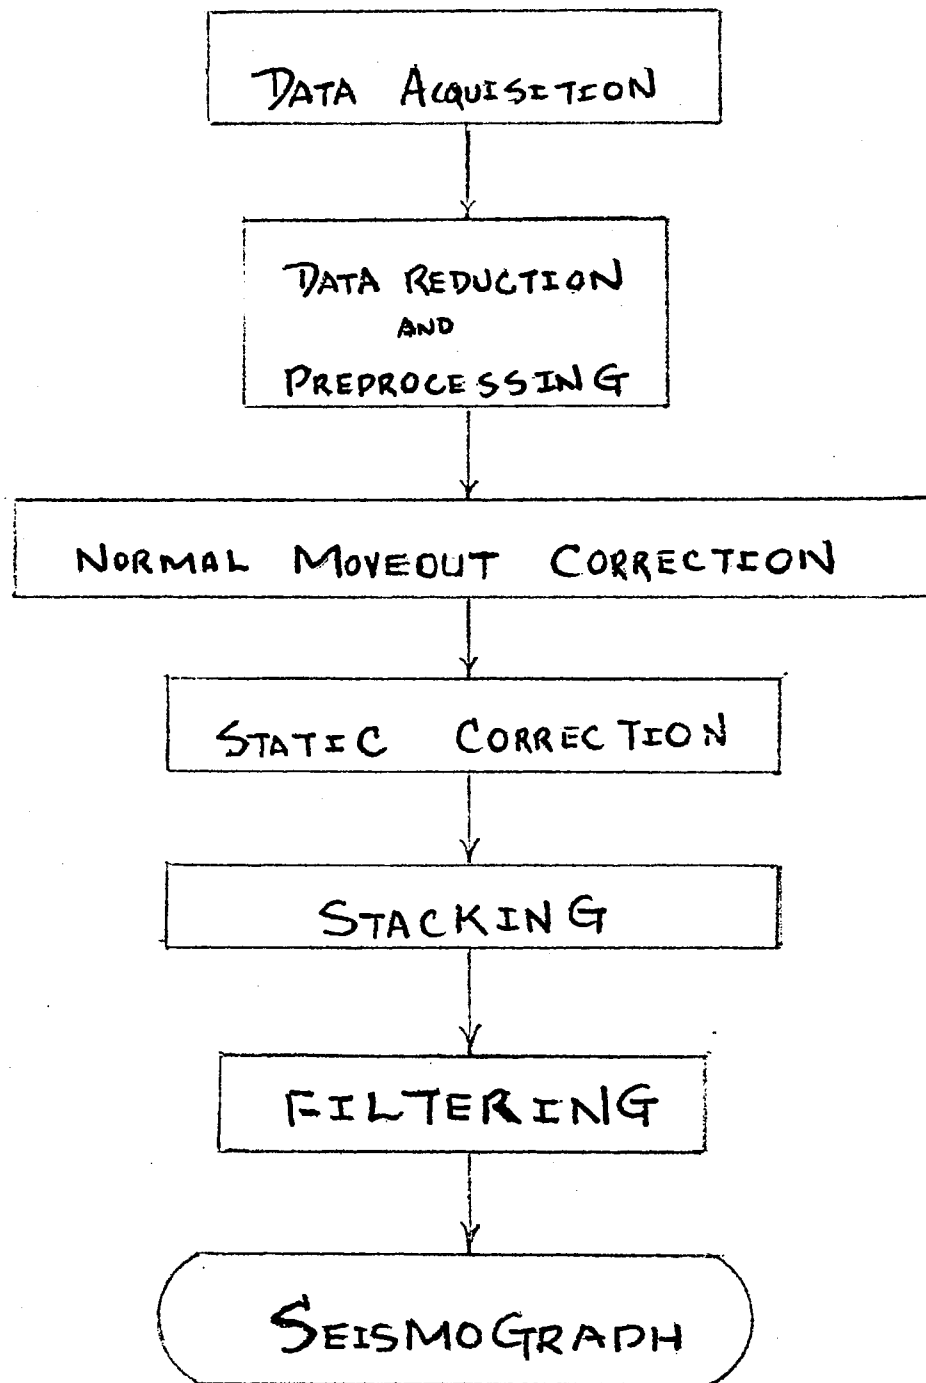 DATA ACQUISITION
DATA REDUCTION
AND
PREPROCESSING
NORMAL MOVEOUT CORRECTION
STATIC CORRECTION
STACKING
FILTERING
SEISMOGRAPH